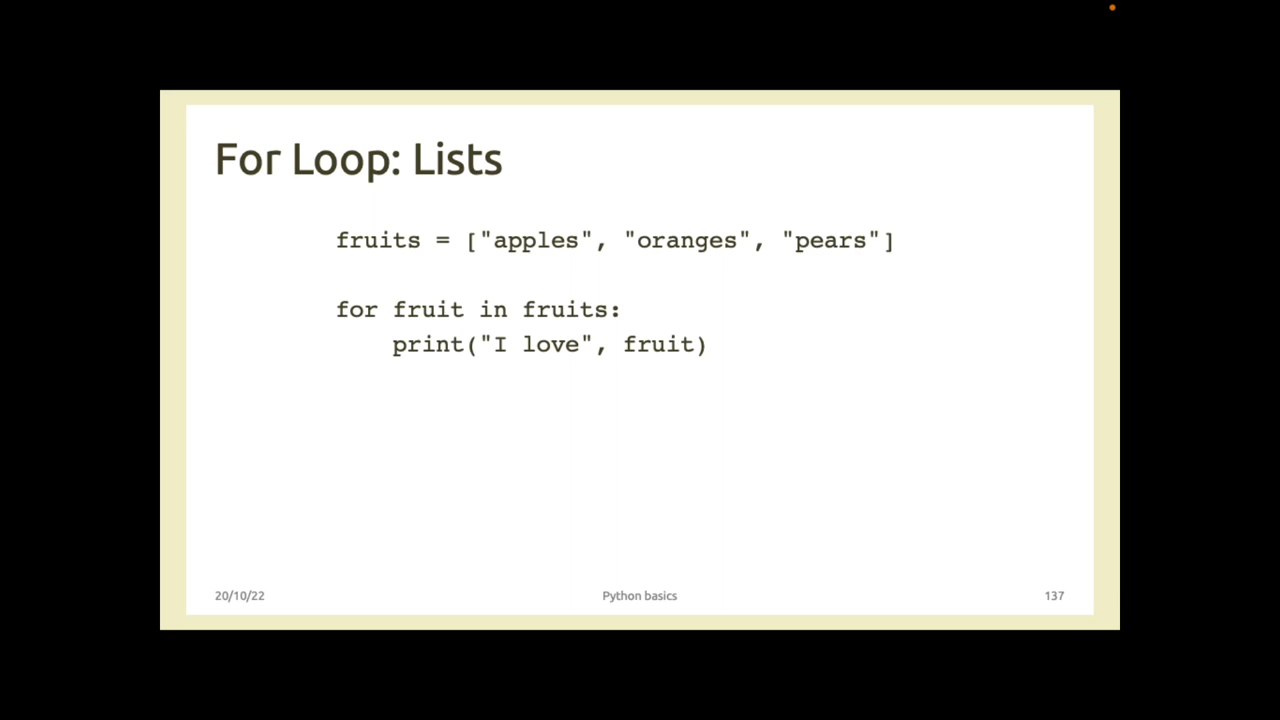 For Loop: Lists
fruits = ["apples", "oranges", "pears"]
for fruit in fruits:
    print("I love", fruit)
20/10/22
Python basics
137